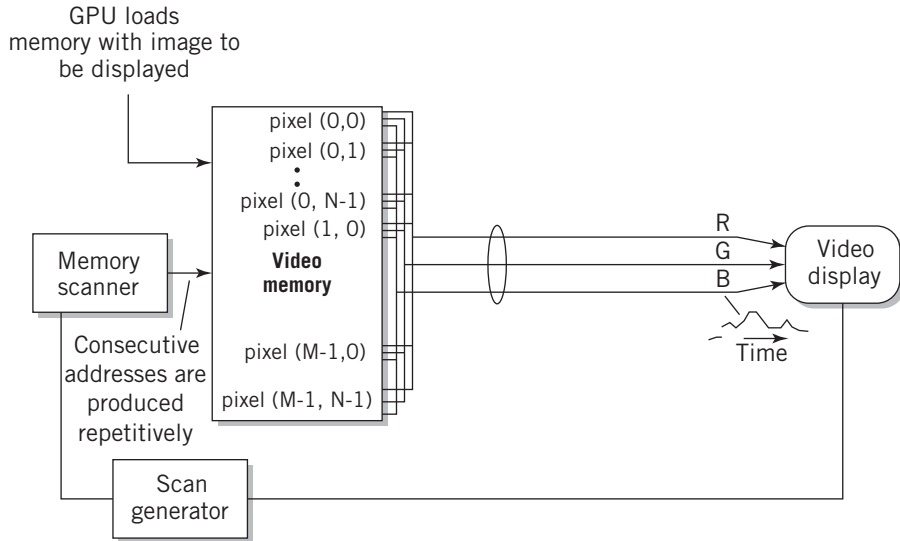 GPU loads
memory with image to
be displayed
pixel (0,0)
pixel (0,1)
pixel (0, N-1)
pixel (1, 0)
Video
memory
pixel (M-1,0)
pixel (M-1, N-1)
Memory
scanner
Consecutive
addresses are
produced
repetitively
Scan
generator
R
G
B
Time
Video
display